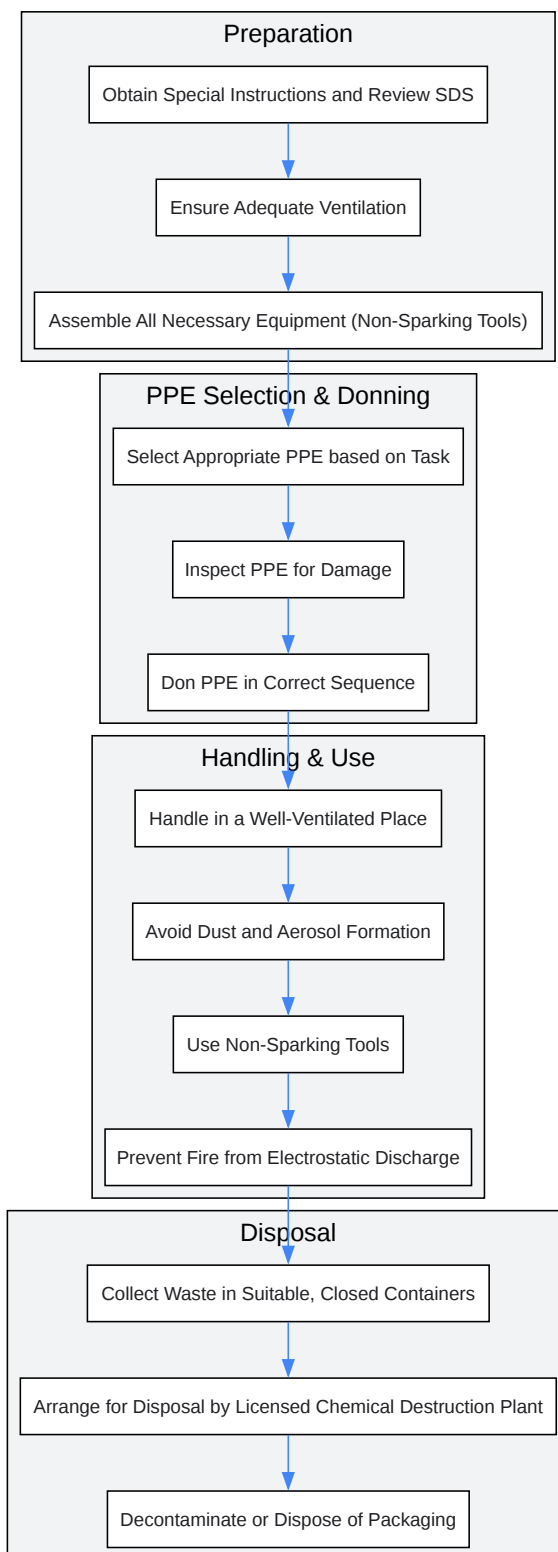 Preparation
Obtain Special Instructions and Review SDS
Ensure Adequate Ventilation
Assemble All Necessary Equipment (Non-Sparking Tools)
PPE Selection & Donning
Select Appropriate PPE based on Task
Inspect PPE for Damage
Don PPE in Correct Sequence
Handling & Use
Handle in a Well-Ventilated Place
Avoid Dust and Aerosol Formation
Use Non-Sparking Tools
Prevent Fire from Electrostatic Discharge
Disposal
Collect Waste in Suitable, Closed Containers
Arrange for Disposal by Licensed Chemical Destruction Plant
Decontaminate or Dispose of Packaging